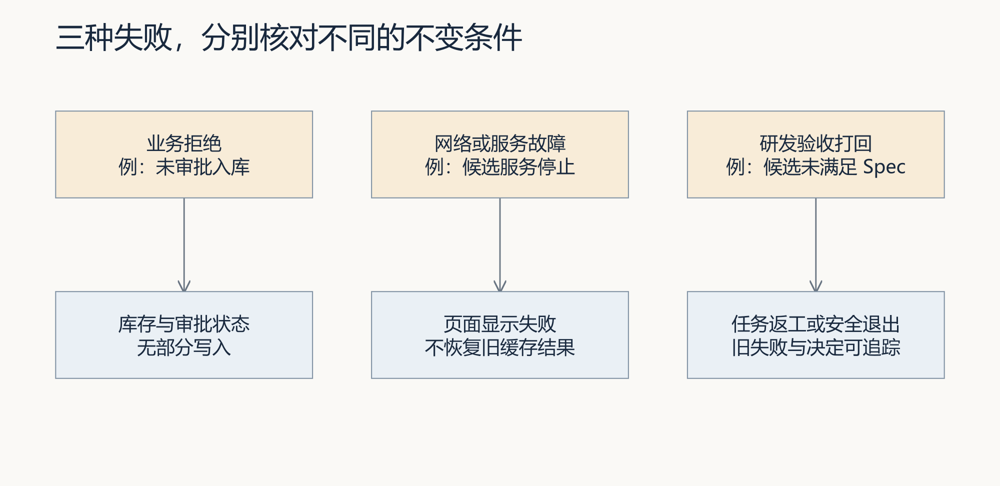 三种失败，分别核对不同的不变条件
业务拒绝
例：未审批入库
网络或服务故障
例：候选服务停止
研发验收打回
例：候选未满足 Spec
库存与审批状态
无部分写入
页面显示失败
不恢复旧缓存结果
任务返工或安全退出
旧失败与决定可追踪